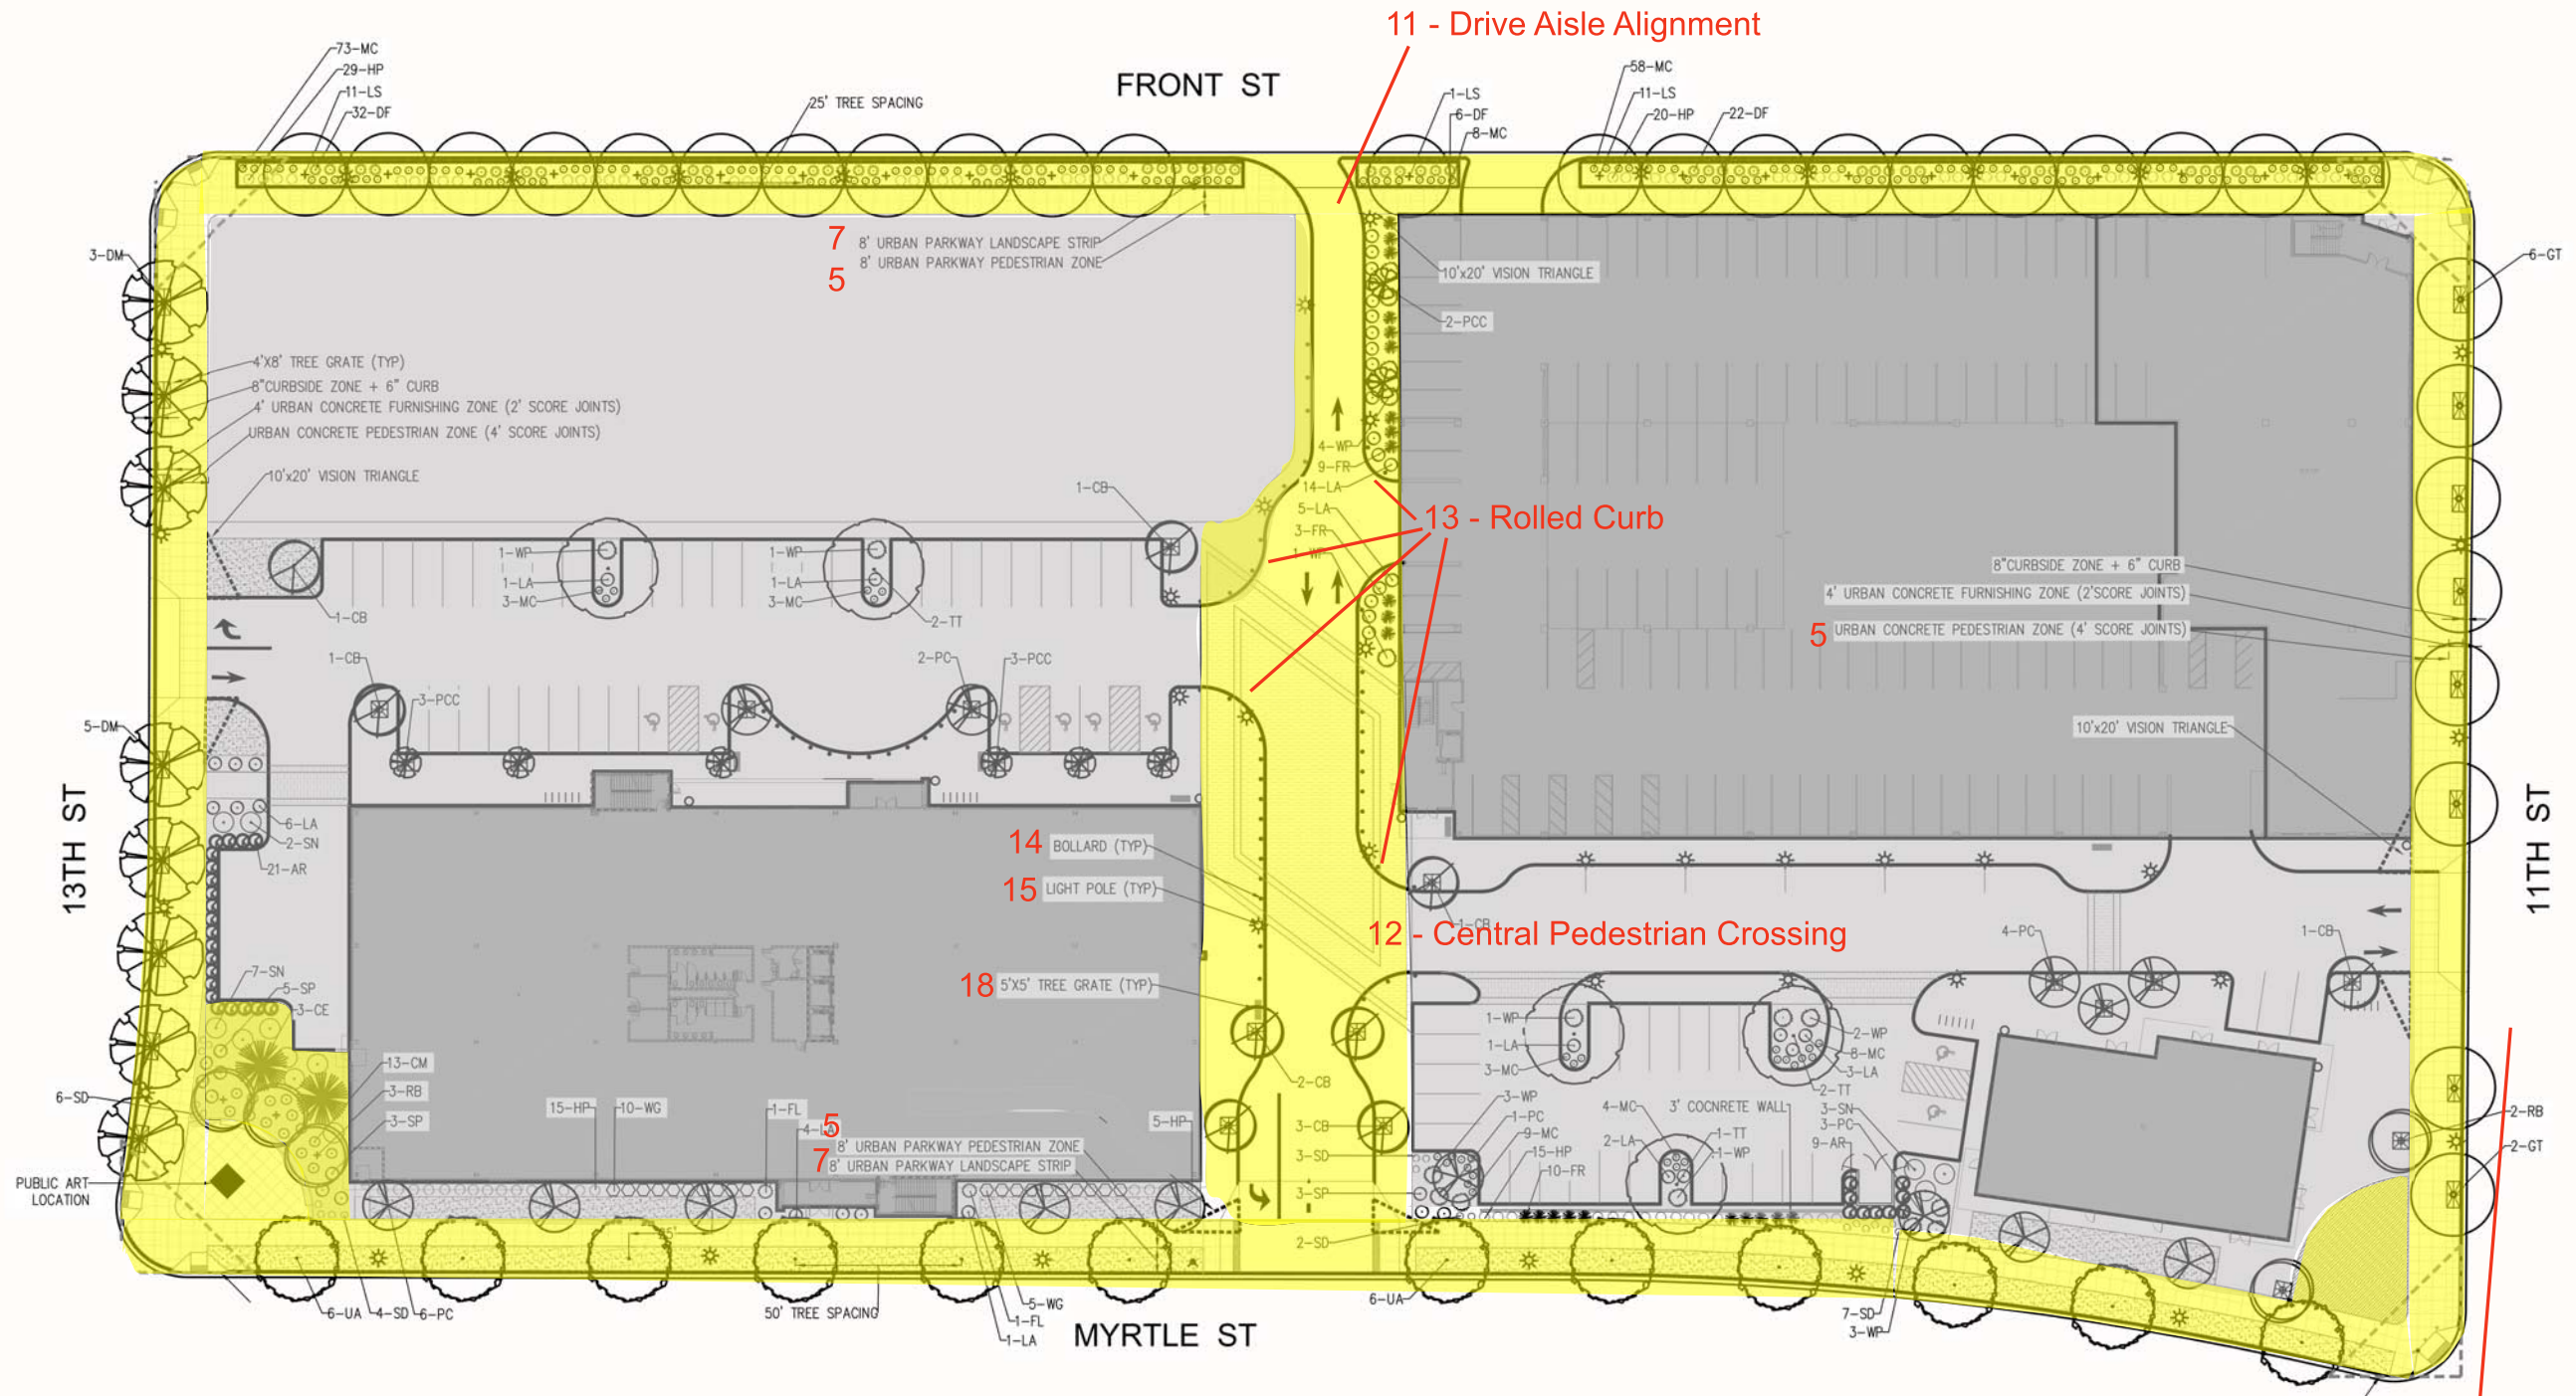 11 - Drive Aisle Alignment
FRONT ST
73-MC
29-HP
11-LS
32-DF
25' TREE SPACING
1-LS
6-DF
8-MC
58-MC
11-LS
20-HP
22-DF
3-DM
7 8' URBAN PARKWAY LANDSCAPE STRIP
5 8' URBAN PARKWAY PEDESTRIAN ZONE
10'x20' VISION TRIANGLE
2-PCC
6-GT
4'X8' TREE GRATE (TYP)
8"CURBSIDE ZONE + 6" CURB
4' URBAN CONCRETE FURNISHING ZONE (2' SCORE JOINTS)
URBAN CONCRETE PEDESTRIAN ZONE (4' SCORE JOINTS)
10'x20' VISION TRIANGLE
1-CB
4-WP
9-FR
14-LA
5-LA
3-FR
1-WP
13 - Rolled Curb
1-WP
1-LA
3-MC
1-WP
1-LA
3-MC
2-TT
1-CB
1-CB
3-PCC
2-PC
3-PCC
8"CURBSIDE ZONE + 6" CURB
4' URBAN CONCRETE FURNISHING ZONE (2'SCORE JOINTS)
5 URBAN CONCRETE PEDESTRIAN ZONE (4' SCORE JOINTS)
10'x20' VISION TRIANGLE
5-DM
13TH ST
11TH ST
6-LA
2-SN
21-AR
14 BOLLARD (TYP)
15 LIGHT POLE (TYP)
18 5'X5' TREE GRATE (TYP)
1-CB
12 - Central Pedestrian Crossing
4-PC
1-CB
7-SN
5-SP
3-CE
13-CM
3-RB
3-SP
6-SD
PUBLIC ART
LOCATION
15-HP
10-WG
1-FL
4-LA
5
8' URBAN PARKWAY PEDESTRIAN ZONE
7 8' URBAN PARKWAY LANDSCAPE STRIP
5-HP
2-CB
3-CB
3-SD
3-SP
2-SD
1-WP
1-LA
3-MC
2-WP
8-MC
3-LA
2-TT
3-WP
1-PC
9-MC
15-HP
10-FR
4-MC
3' COCNRETE WALL
2-LA
1-TT
1-WP
3-SN
3-PC
9-AR
2-RB
2-GT
6-UA
4-SD
6-PC
50' TREE SPACING
5-WG
1-FL
1-LA
MYRTLE ST
6-UA
7-SD
3-WP